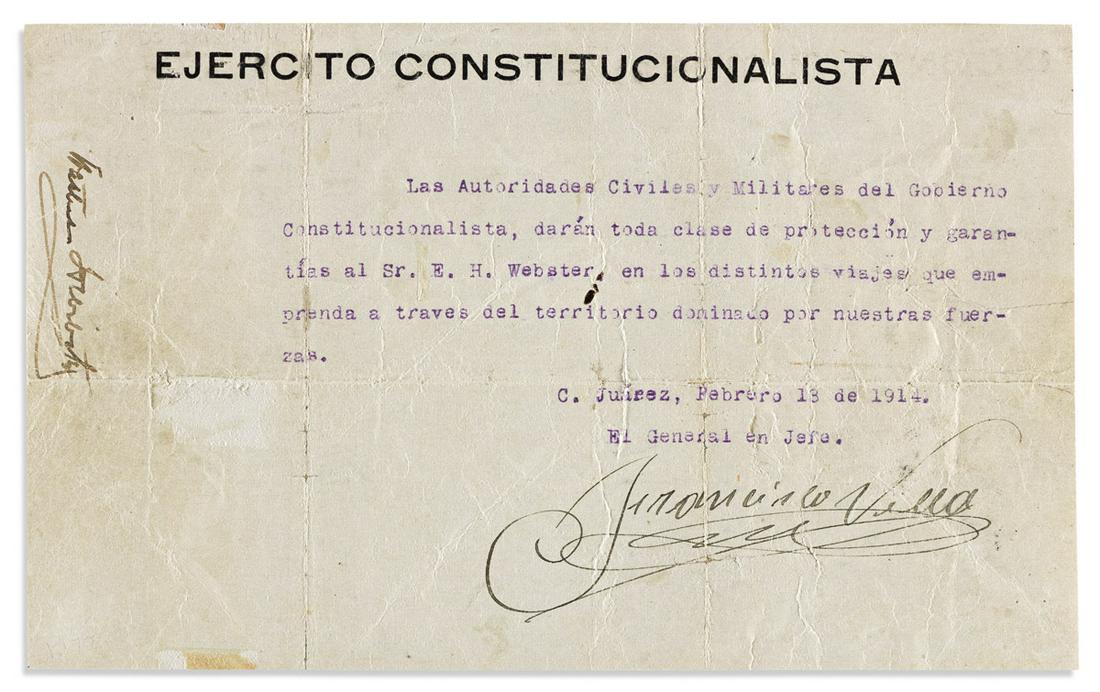 EJERCITO CONSTITUCIONALISTA
Las Autoridades Civiles y Militares del Gobierno
Constitucionalista, darán toda clase de protección y garan-
tías al Sr. E. H. Webster, en los distintos viajes que em-
prenda a traves del territorio dominado por nuestras fuer-
zas.
C. Juárez, Febrero 18 de 1914.
El General en Jefe.
Francisco Villa